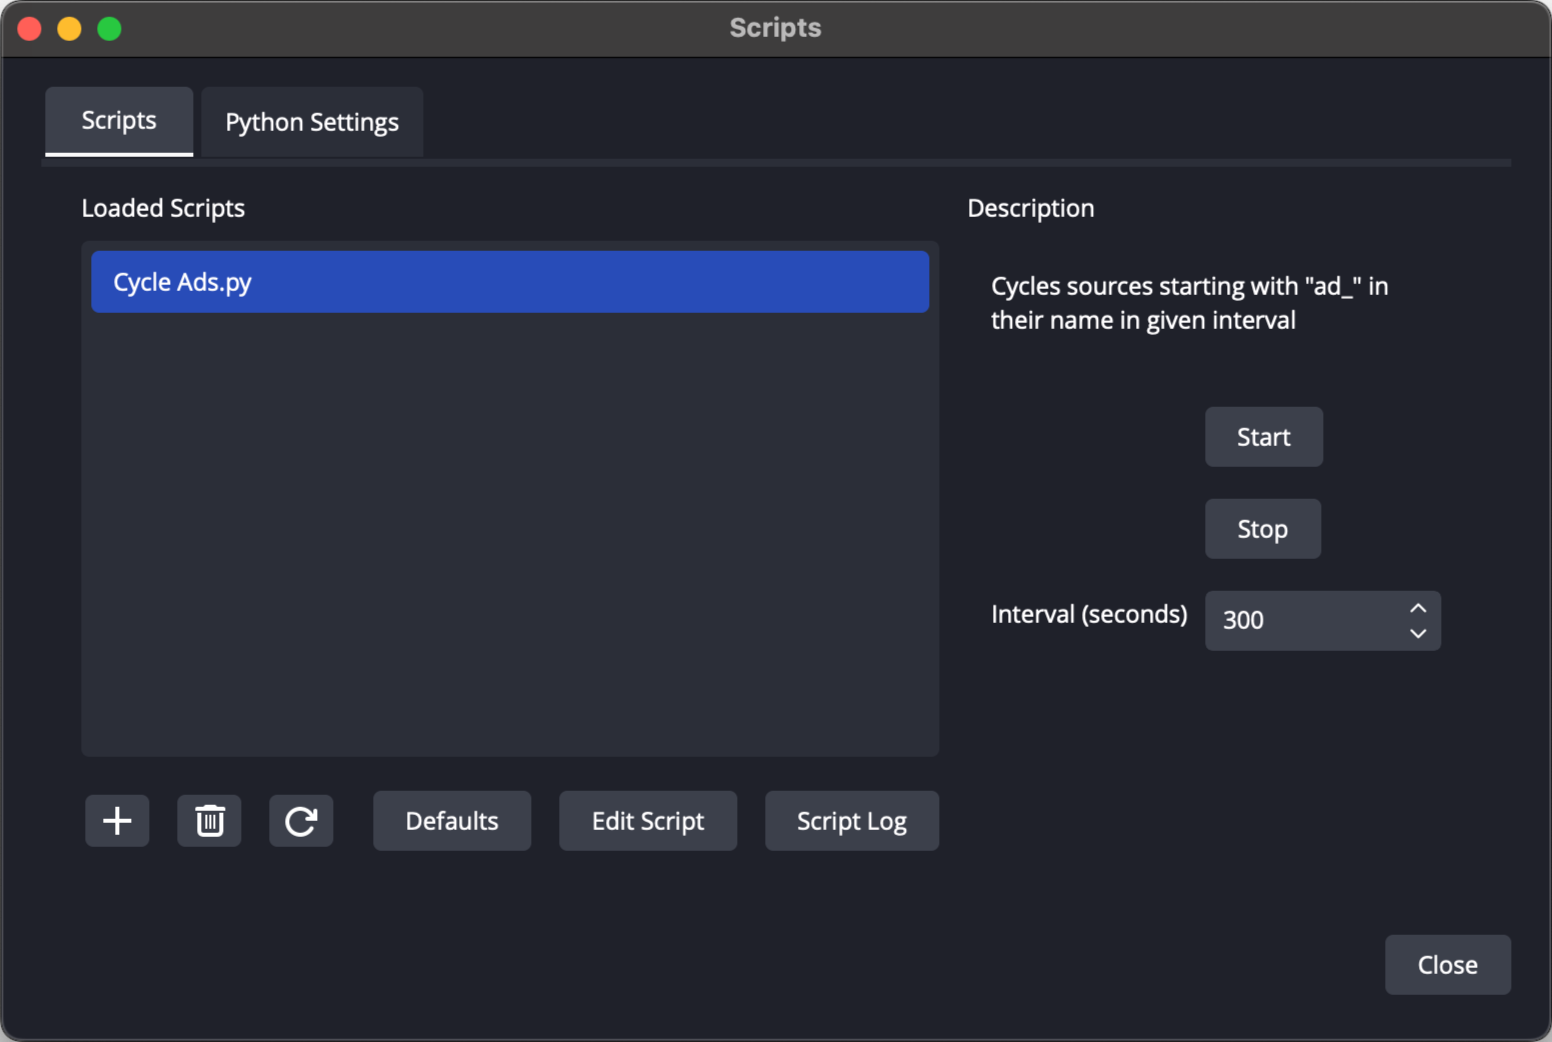 Scripts
Scripts
Python Settings
Loaded Scripts
Cycle Ads.py
Defaults
Edit Script
Script Log
Description
Cycles sources starting with "ad_" in
their name in given interval
Start
Stop
Interval (seconds)
300
Close